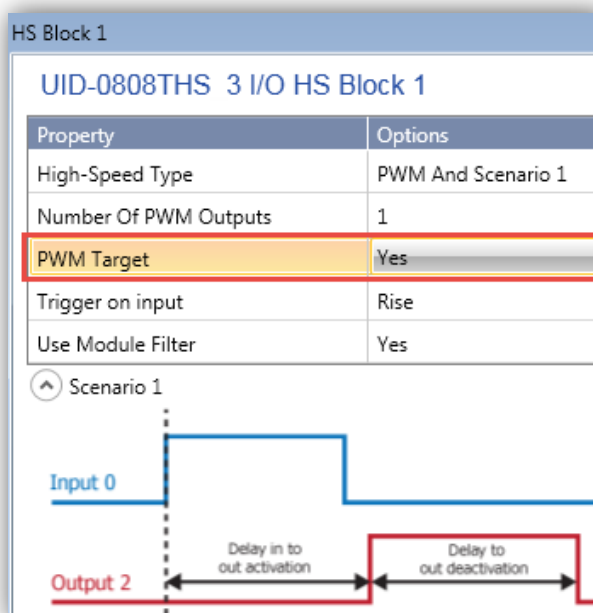 HS Block 1
UID-0808THS 3 I/O HS Block 1
Property Options
High-Speed Type PWM And Scenario 1
Number Of PWM Outputs 1
PWM Target Yes
Trigger on input Rise
Use Module Filter Yes
Scenario 1
Input 0
Delay in to
out activation
Delay to
out deactivation
Output 2